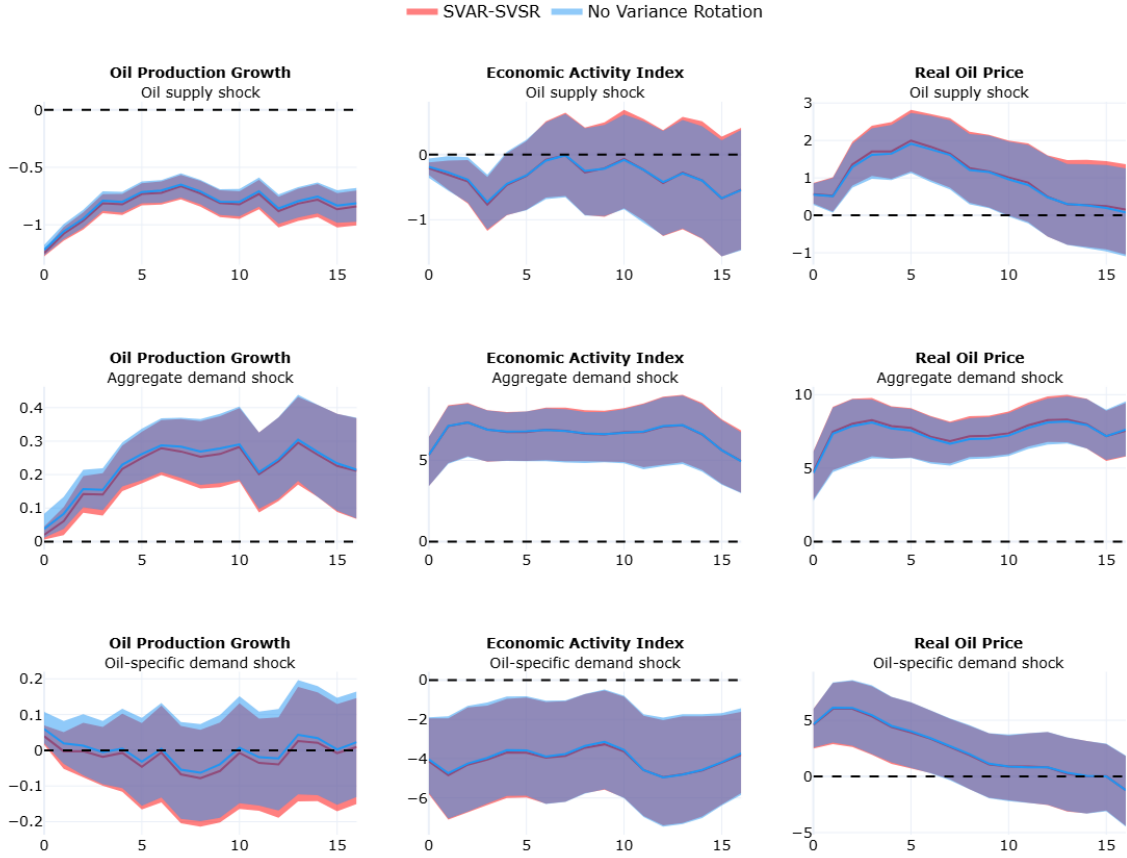 SVAR-SVSR No Variance Rotation
Oil Production Growth
Oil supply shock
0
−0.5
−1
0 5 10 15
Economic Activity Index
Oil supply shock
0
−1
0 5 10 15
Real Oil Price
Oil supply shock
3
2
1
0
−1
0 5 10 15
Oil Production Growth
Aggregate demand shock
0.4
0.3
0.2
0.1
0
0 5 10 15
Economic Activity Index
Aggregate demand shock
5
0
0 5 10 15
Real Oil Price
Aggregate demand shock
10
5
0
0 5 10 15
Oil Production Growth
Oil-specific demand shock
0.2
0.1
0
−0.1
−0.2
0 5 10 15
Economic Activity Index
Oil-specific demand shock
0
−2
−4
−6
0 5 10 15
Real Oil Price
Oil-specific demand shock
5
0
−5
0 5 10 15